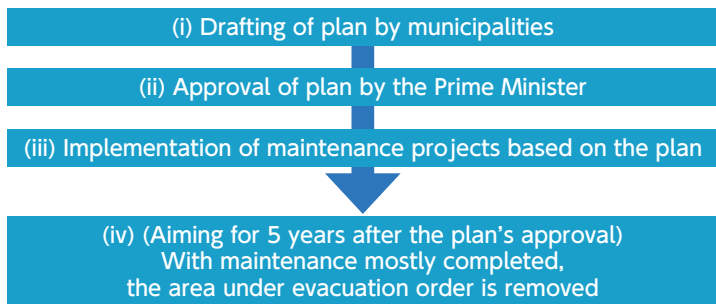 (i) Drafting of plan by municipalities
(ii) Approval of plan by the Prime Minister
(iii) Implementation of maintenance projects based on the plan
(iv) (Aiming for 5 years after the plan’s approval)
With maintenance mostly completed,
the area under evacuation order is removed